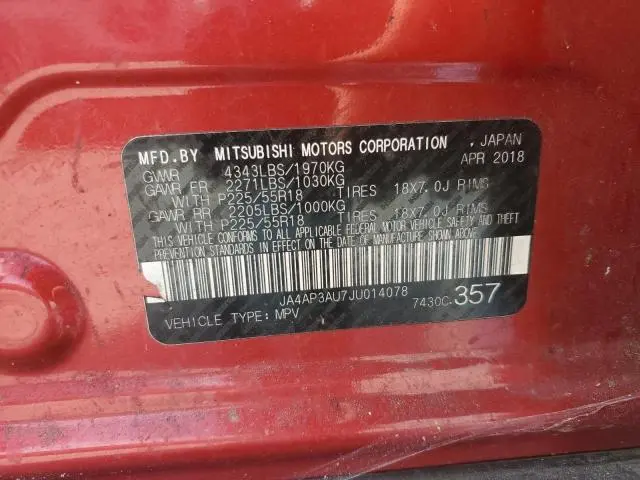 MFD.BY MITSUBISHI MOTORS CORPORATION , JAPAN
GVWR 4343LBS/1970KG APR 2018
GAWR FR 2271LBS/1030KG
WITH P225/55R18 TIRES 18X7.0J RIMS
GAWR RR 2205LBS/1000KG
WITH P225/55R18 TIRES 18X7.0J RIMS
THIS VEHICLE CONFORMS TO ALL APPLICABLE FEDERAL MOTOR VEHICLE SAFETY AND THEFT
PREVENTION STANDARDS IN EFFECT ON THE DATE OF MANUFACTURE SHOWN ABOVE.
JA4AP3AU7JU014078 7430C-357
VEHICLE TYPE: MPV